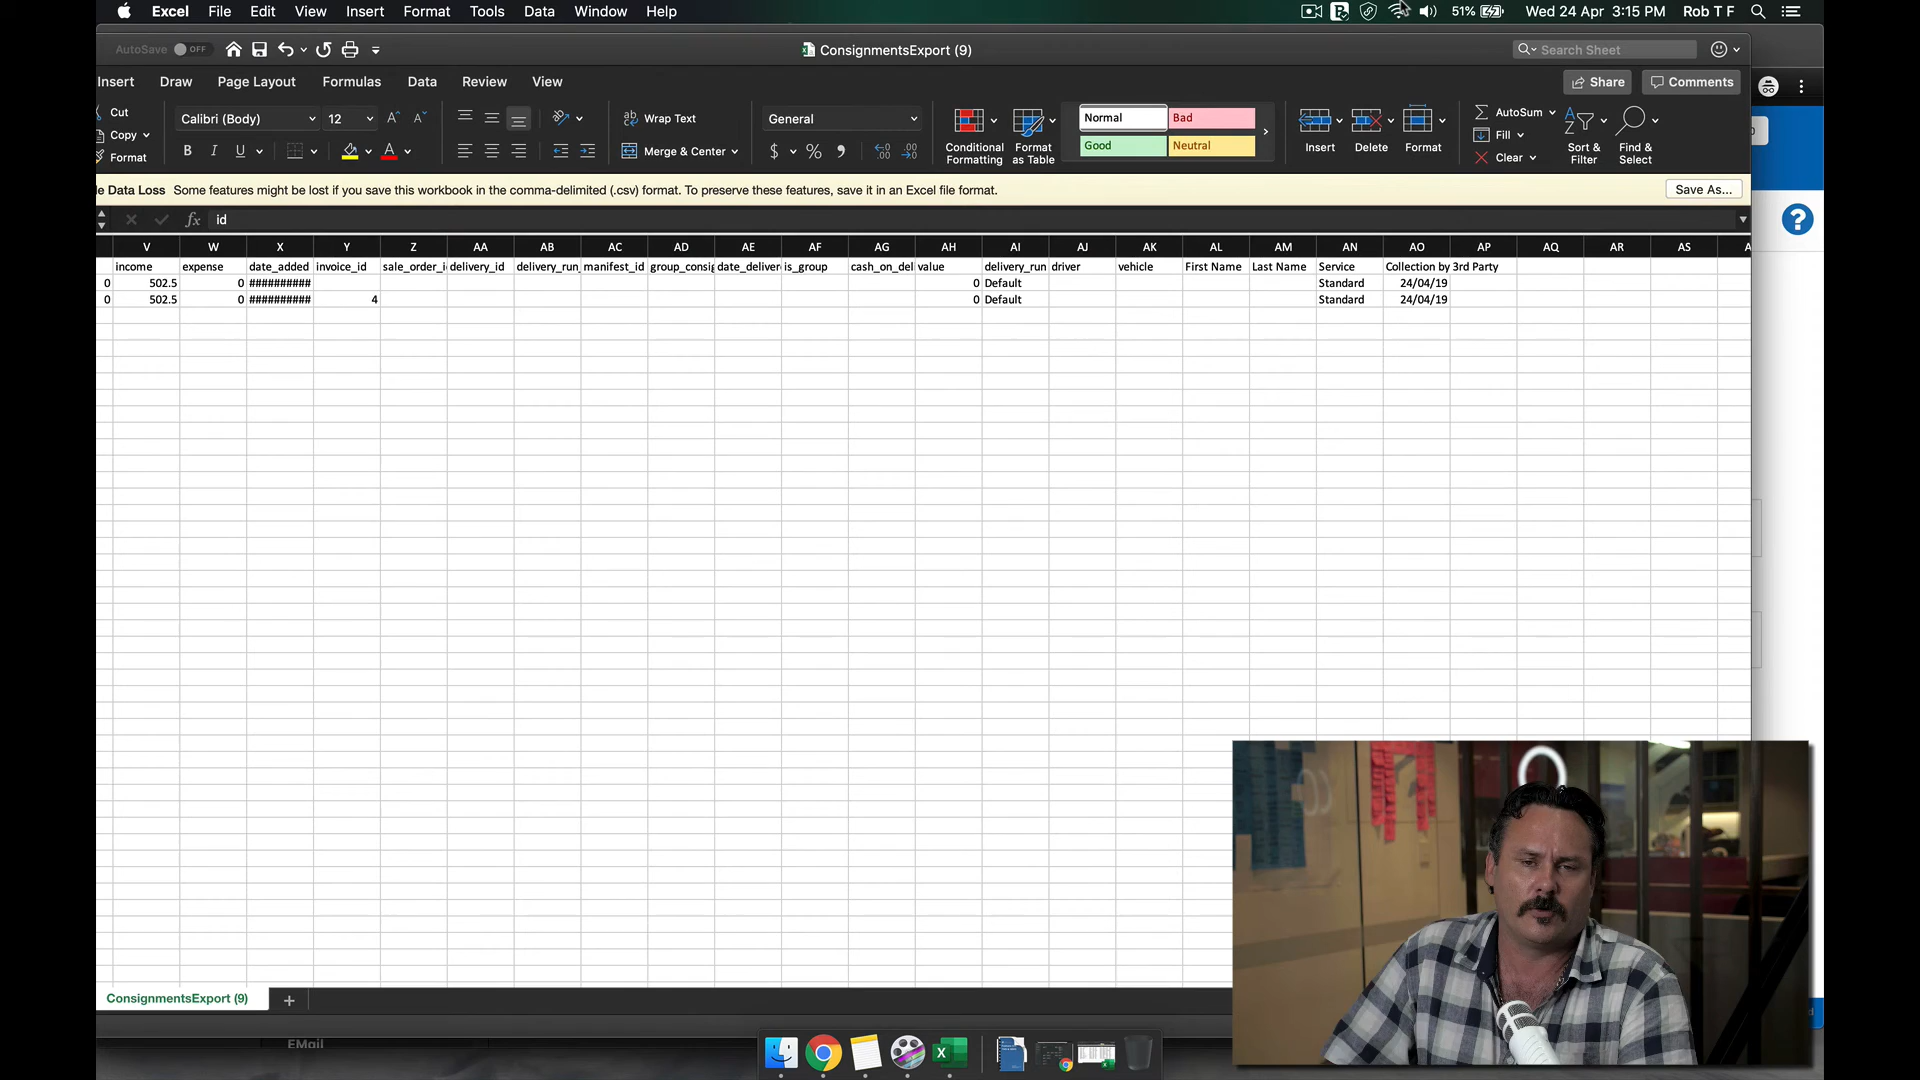 Excel File Edit View Insert Format Tools Data Window Help 51% Wed 24 Apr 3:15 PM Rob T F
AutoSave OFF ConsignmentsExport (9) Search Sheet
Insert Draw Page Layout Formulas Data Review View Share Comments
Cut Calibri (Body) 12 Wrap Text General Normal Bad AutoSum
Copy Fill
Format B I U Merge & Center $ % Good Neutral Clear
Conditional Formatting Format as Table Insert Delete Format Sort & Filter Find & Select
le Data Loss Some features might be lost if you save this workbook in the comma-delimited (.csv) format. To preserve these features, save it in an Excel file format. Save As...
fx id
V W X Y Z AA AB AC AD AE AF AG AH AI AJ AK AL AM AN AO AP AQ AR AS A
income expense date_added invoice_id sale_order_i delivery_id delivery_run_ manifest_id group_consig date_deliver is_group cash_on_del value delivery_run driver vehicle First Name Last Name Service Collection by 3rd Party
0 502.5 0 ########## 0 Default Standard 24/04/19
0 502.5 0 ########## 4 0 Default Standard 24/04/19
ConsignmentsExport (9) +
EMail